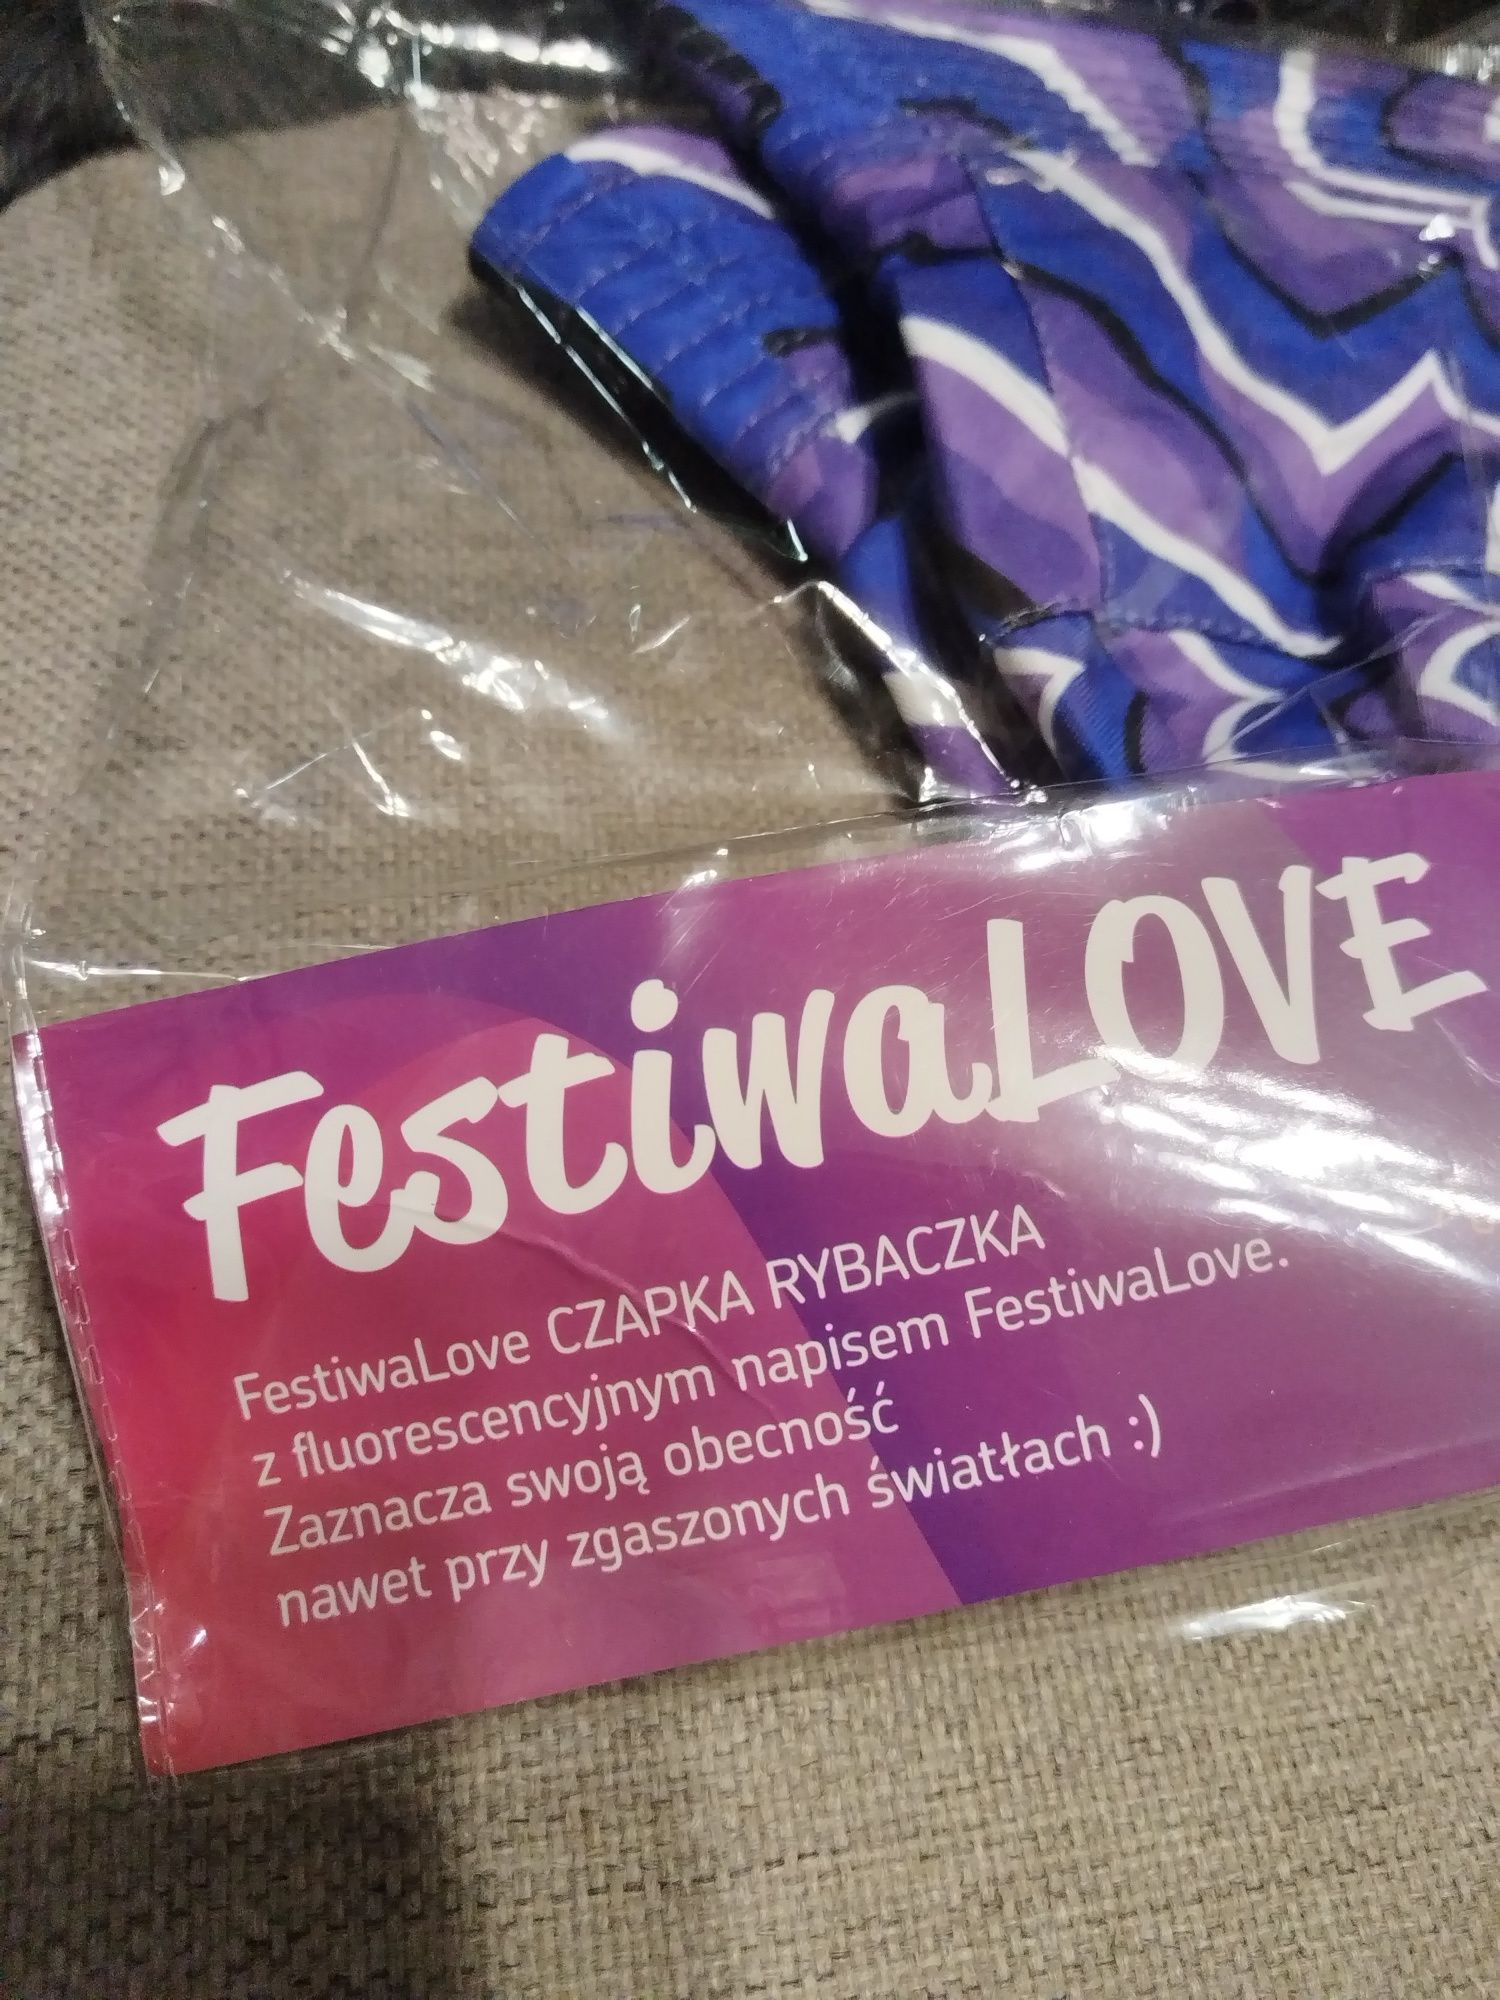 FestiwaLOVE
FestiwaLove CZAPKA RYBACZKA
z fluorescencyjnym napisem FestiwaLove.
Zaznacza swoją obecność
nawet przy zgaszonych światłach :)